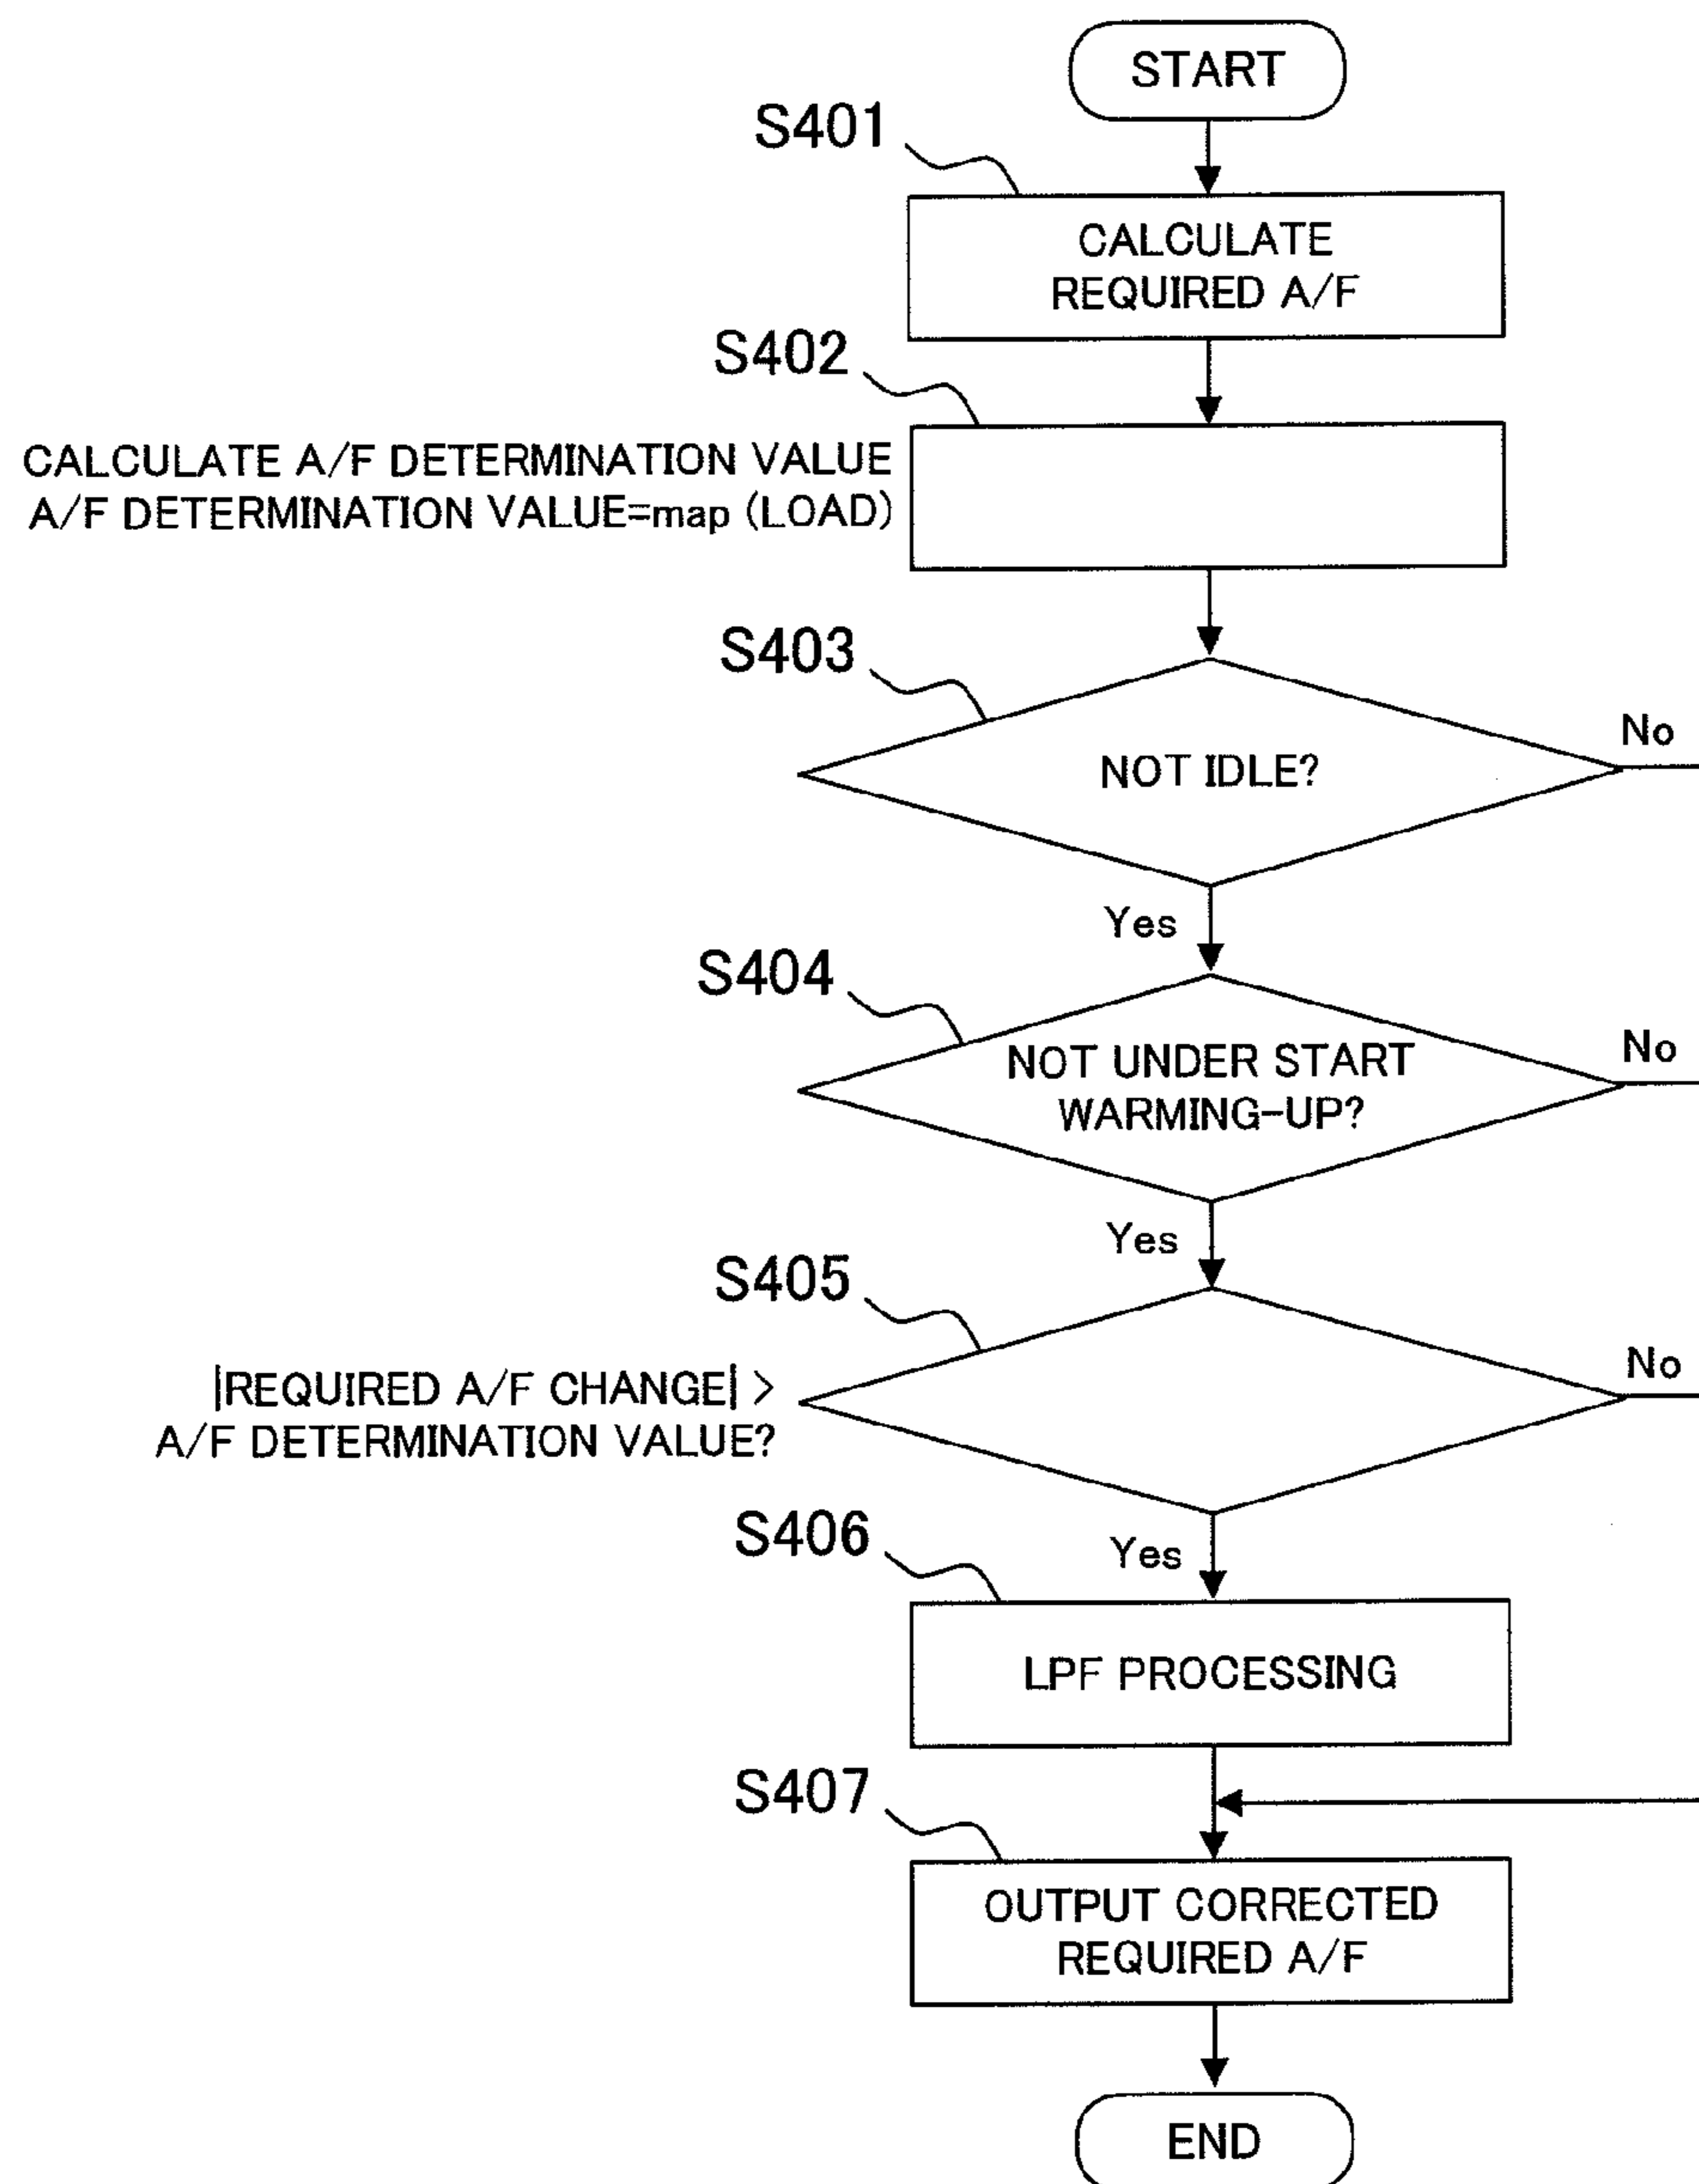 START
S401
CALCULATE
REQUIRED A/F
S402
CALCULATE A/F DETERMINATION VALUE
A/F DETERMINATION VALUE=map (LOAD)
S403
NOT IDLE?
No
Yes
S404
NOT UNDER START
WARMING-UP?
No
Yes
S405
|REQUIRED A/F CHANGE| >
A/F DETERMINATION VALUE?
No
Yes
S406
LPF PROCESSING
S407
OUTPUT CORRECTED
REQUIRED A/F
END